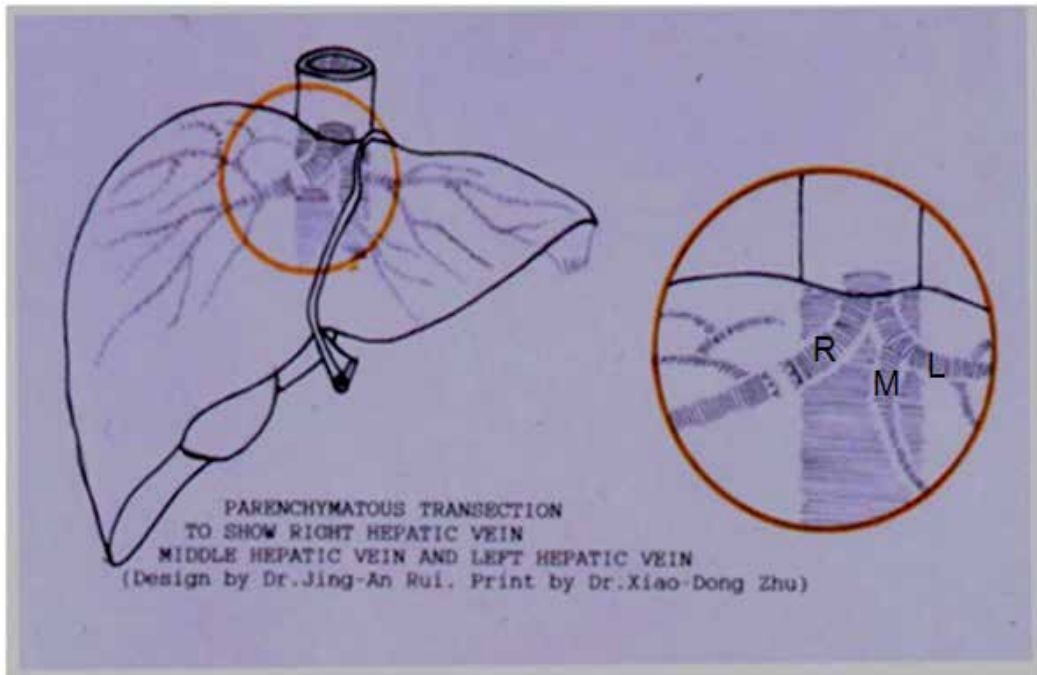 R
M
L
PARENCHYMATOUS TRANSECTION
TO SHOW RIGHT HEPATIC VEIN
MIDDLE HEPATIC VEIN AND LEFT HEPATIC VEIN
(Design by Dr.Jing-An Rui. Print by Dr.Xiao-Dong Zhu)